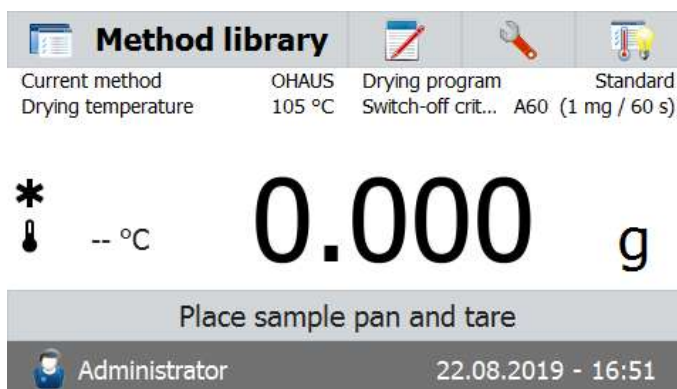 Method library
Current method OHAUS Drying program Standard
Drying temperature 105 °C Switch-off crit... A60 (1 mg / 60 s)
-- °C 0.000 g
Place sample pan and tare
Administrator 22.08.2019 - 16:51